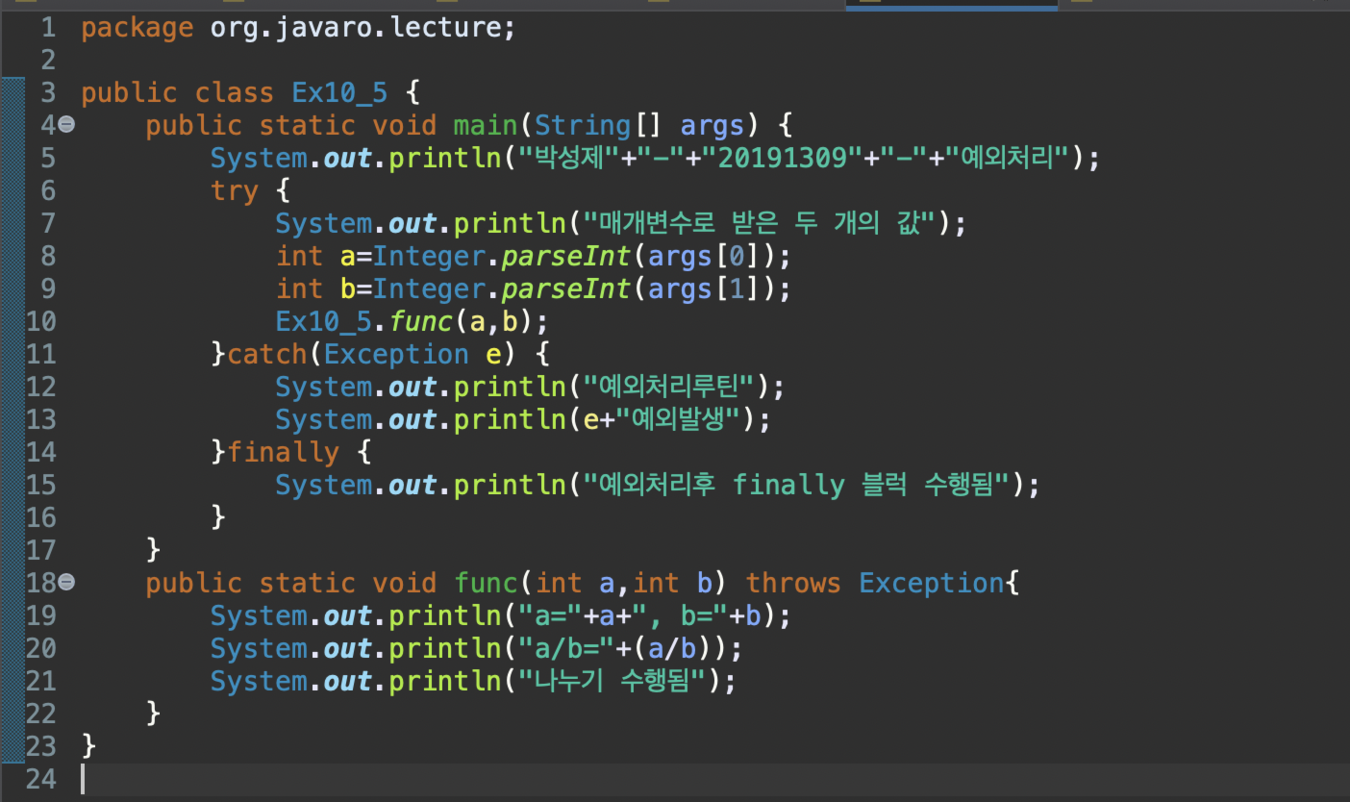 1 package org.javaro.lecture;
2
3 public class Ex10_5 {
4 public static void main(String[] args) {
5 System.out.println("박성제"+"-"+"20191309"+"-"+"예외처리");
6 try {
7 System.out.println("매개변수로 받은 두 개의 값");
8 int a=Integer.parseInt(args[0]);
9 int b=Integer.parseInt(args[1]);
10 Ex10_5.func(a,b);
11 }catch(Exception e) {
12 System.out.println("예외처리루틴");
13 System.out.println(e+"예외발생");
14 }finally {
15 System.out.println("예외처리후 finally 블럭 수행됨");
16 }
17 }
18 public static void func(int a,int b) throws Exception{
19 System.out.println("a="+a+", b="+b);
20 System.out.println("a/b="+(a/b));
21 System.out.println("나누기 수행됨");
22 }
23 }
24